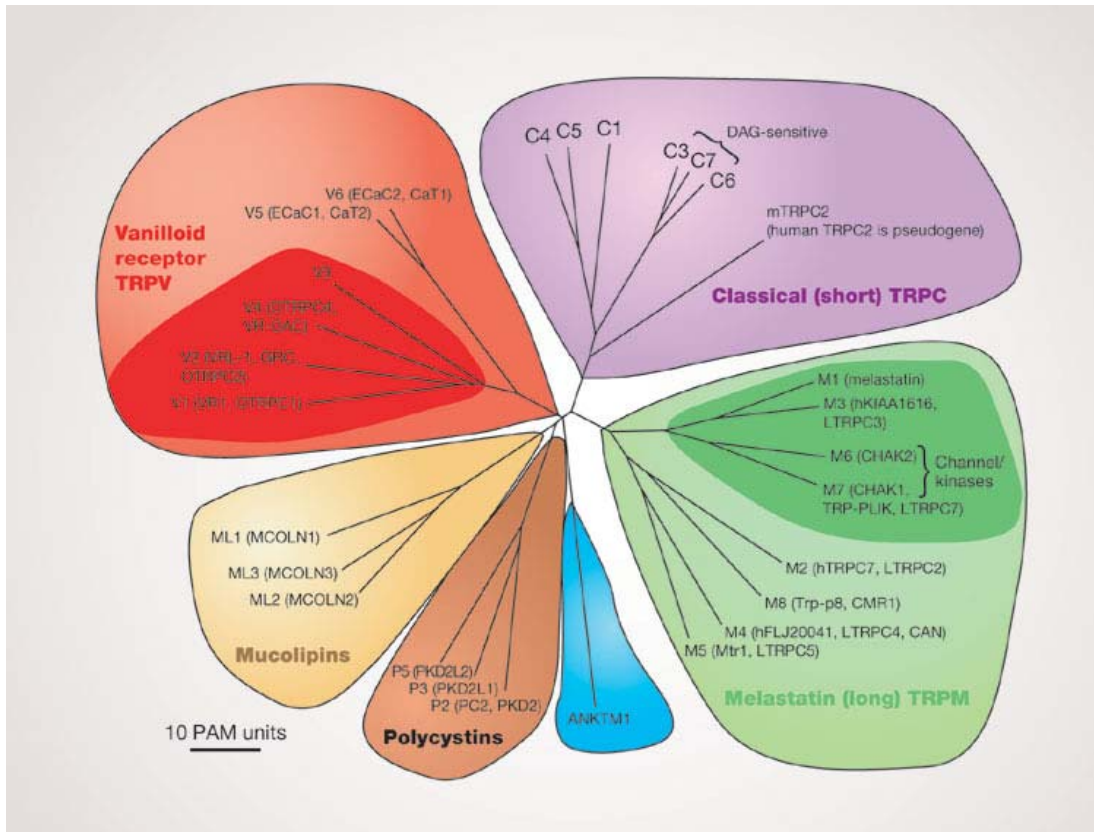 C4
C5
C1
C3
C7
C6
DAG-sensitive
mTRPC2
(human TRPC2 is pseudogene)
Classical (short) TRPC
V6 (ECaC2, CaT1)
V5 (ECaC1, CaT2)
Vanilloid
receptor
TRPV
V3
M1 (melastatin)
M3 (hKIAA1616,
LTRPC3)
M6 (CHAK2)
M7 (CHAK1,
TRP-PLIK, LTRPC7)
Channel/
kinases
M2 (hTRPC7, LTRPC2)
M8 (Trp-p8, CMR1)
M4 (hFLJ20041, LTRPC4, CAN)
M5 (Mtr1, LTRPC5)
Melastatin (long) TRPM
ML1 (MCOLN1)
ML3 (MCOLN3)
ML2 (MCOLN2)
Mucolipins
P5 (PKD2L2)
P3 (PKD2L1)
P2 (PC2, PKD2)
Polycystins
ANKTM1
10 PAM units